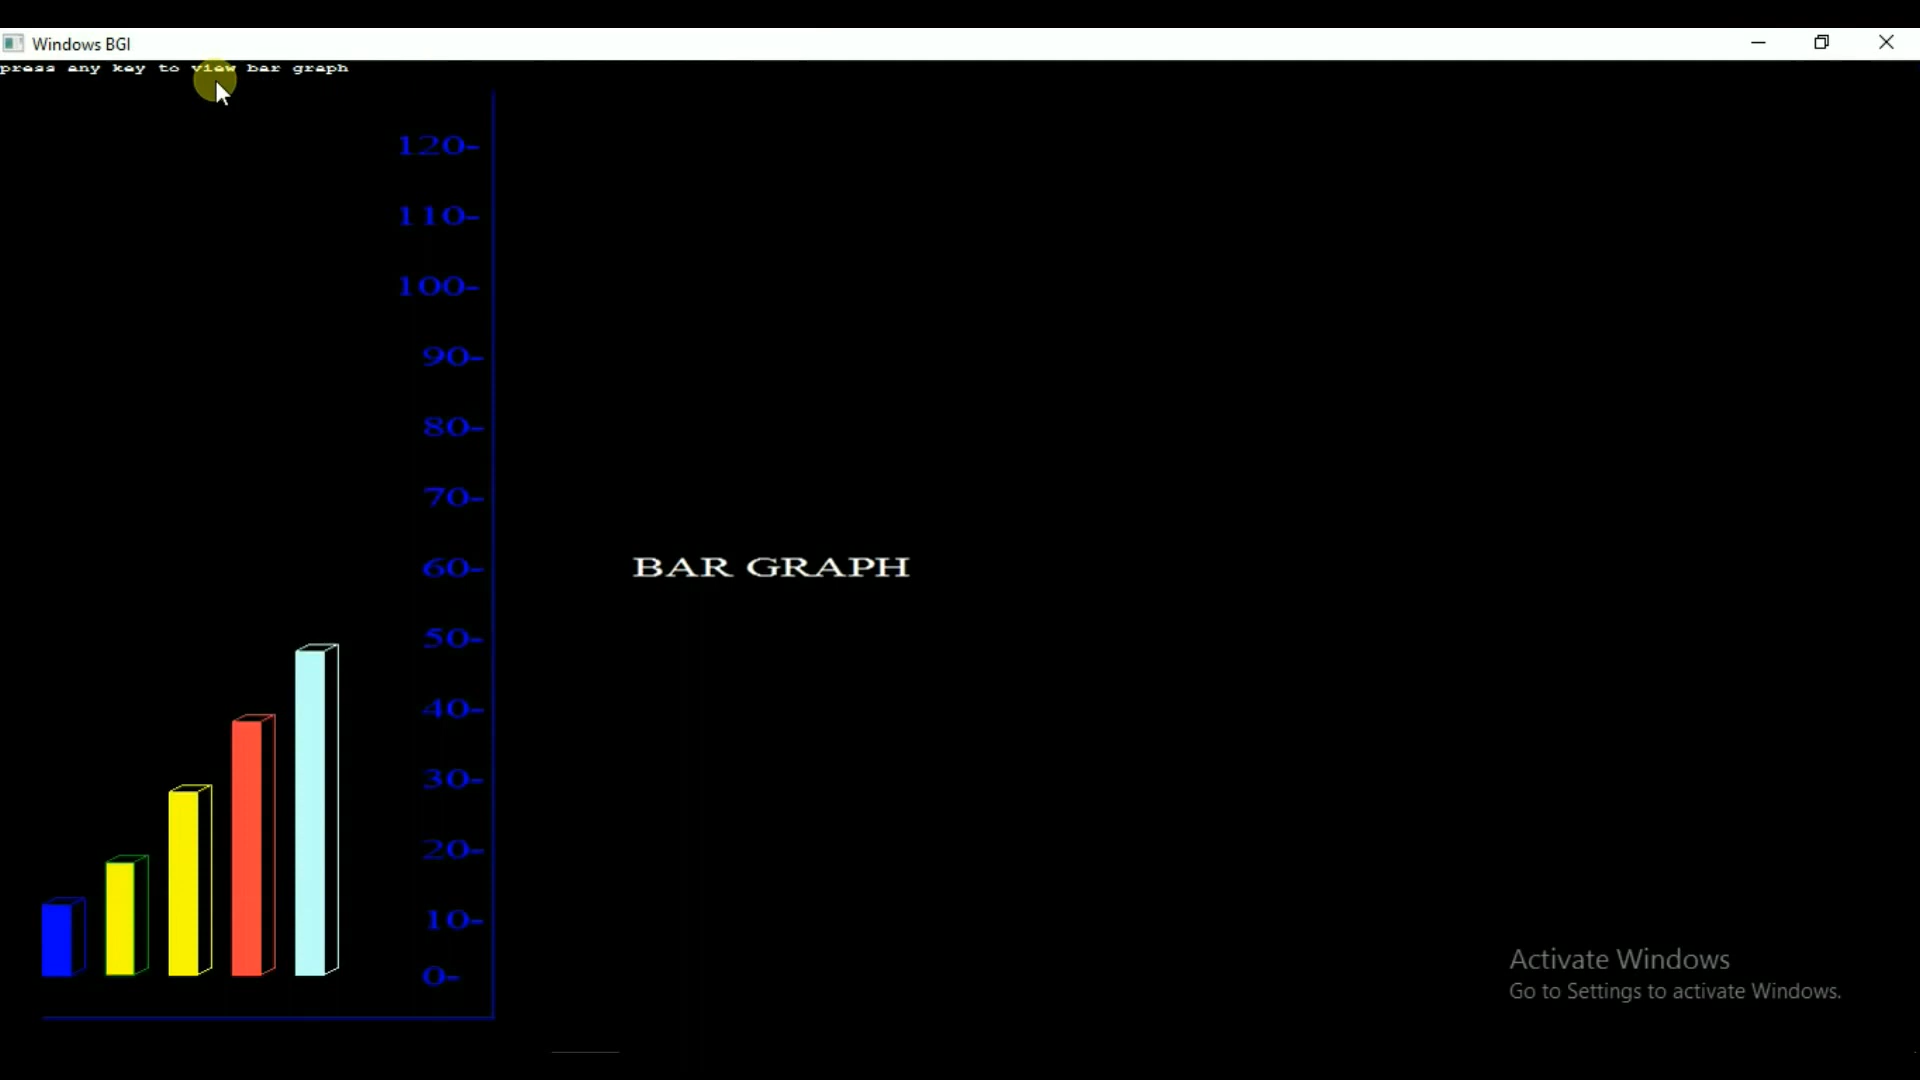 Windows BGI
press any key to view bar graph
120-
110-
100-
90-
80-
70-
60-
BAR GRAPH
50-
40-
30-
20-
10-
0-
Activate Windows
Go to Settings to activate Windows.